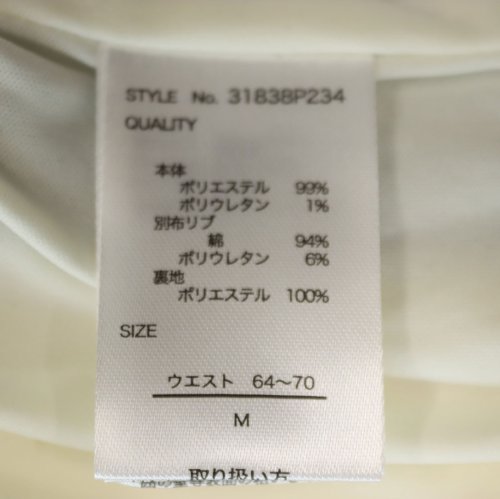 STYLE No. 31838P234
QUALITY
本体
ポリエステル 99%
ポリウレタン 1%
別布リブ
綿 94%
ポリウレタン 6%
裏地
ポリエステル 100%
SIZE
ウエスト 64〜70
M
取り扱い方